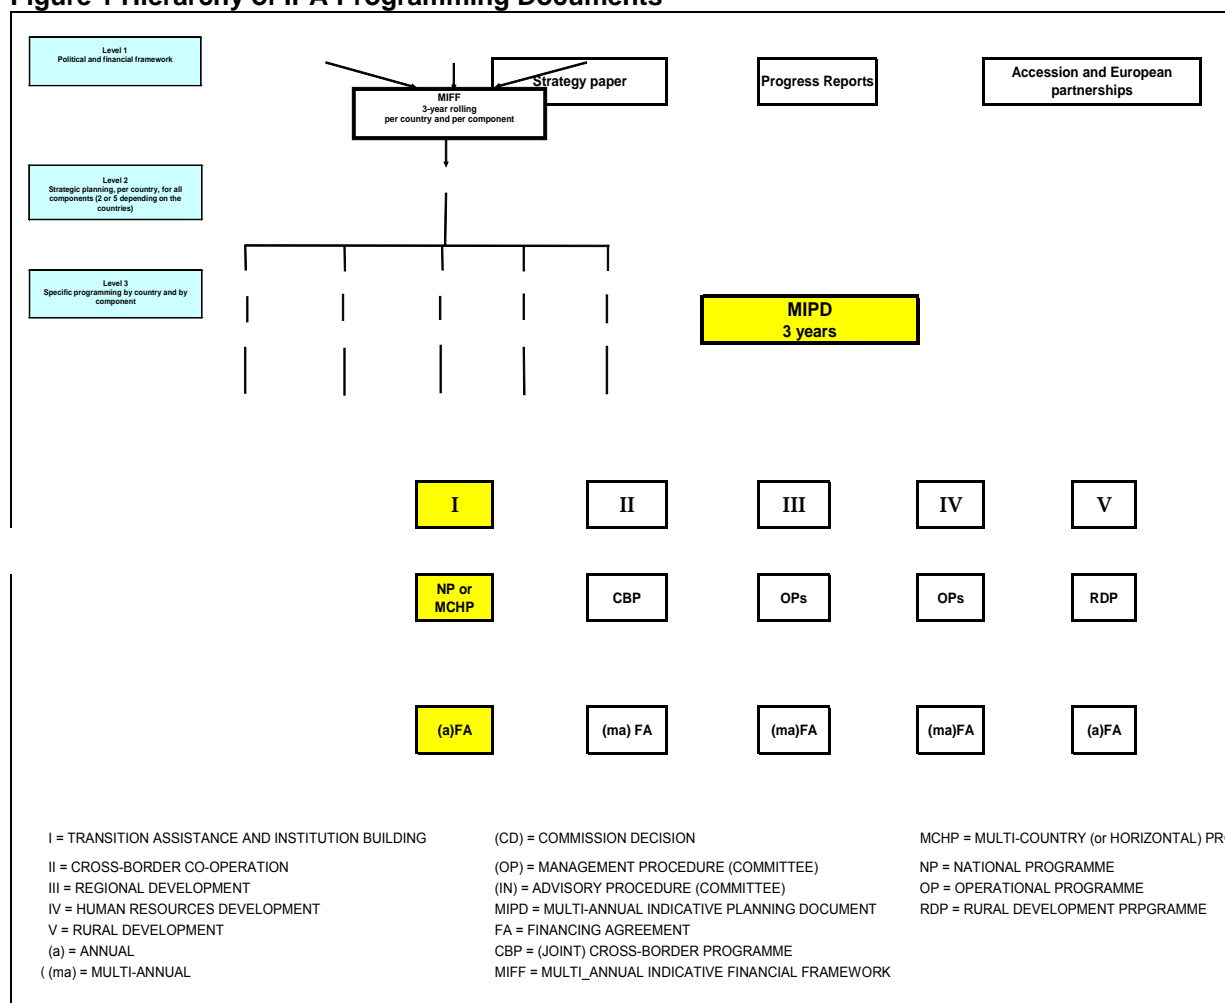 Figure 1 Hierarchy of IPA Programming Documents
Level 1
Political and financial framework
Strategy paper
Progress Reports
Accession and European
partnerships
MIFF
3-year rolling
per country and per component
Level 2
Strategic planning, per country, for all
components (2 or 5 depending on the
countries)
Level 3
Specific programming by country and by
component
MIPD
3 years
I
II
III
IV
V
NP or
MCHP
CBP
OPs
OPs
RDP
(a)FA
(ma) FA
(ma)FA
(ma)FA
(a)FA
I = TRANSITION ASSISTANCE AND INSTITUTION BUILDING
II = CROSS-BORDER CO-OPERATION
III = REGIONAL DEVELOPMENT
IV = HUMAN RESOURCES DEVELOPMENT
V = RURAL DEVELOPMENT
(a) = ANNUAL
( (ma) = MULTI-ANNUAL
(CD) = COMMISSION DECISION
(OP) = MANAGEMENT PROCEDURE (COMMITTEE)
(IN) = ADVISORY PROCEDURE (COMMITTEE)
MIPD = MULTI-ANNUAL INDICATIVE PLANNING DOCUMENT
FA = FINANCING AGREEMENT
CBP = (JOINT) CROSS-BORDER PROGRAMME
MIFF = MULTI_ANNUAL INDICATIVE FINANCIAL FRAMEWORK
MCHP = MULTI-COUNTRY (or HORIZONTAL)
NP = NATIONAL PROGRAMME
OP = OPERATIONAL PROGRAMME
RDP = RURAL DEVELOPMENT PRPGRAMME